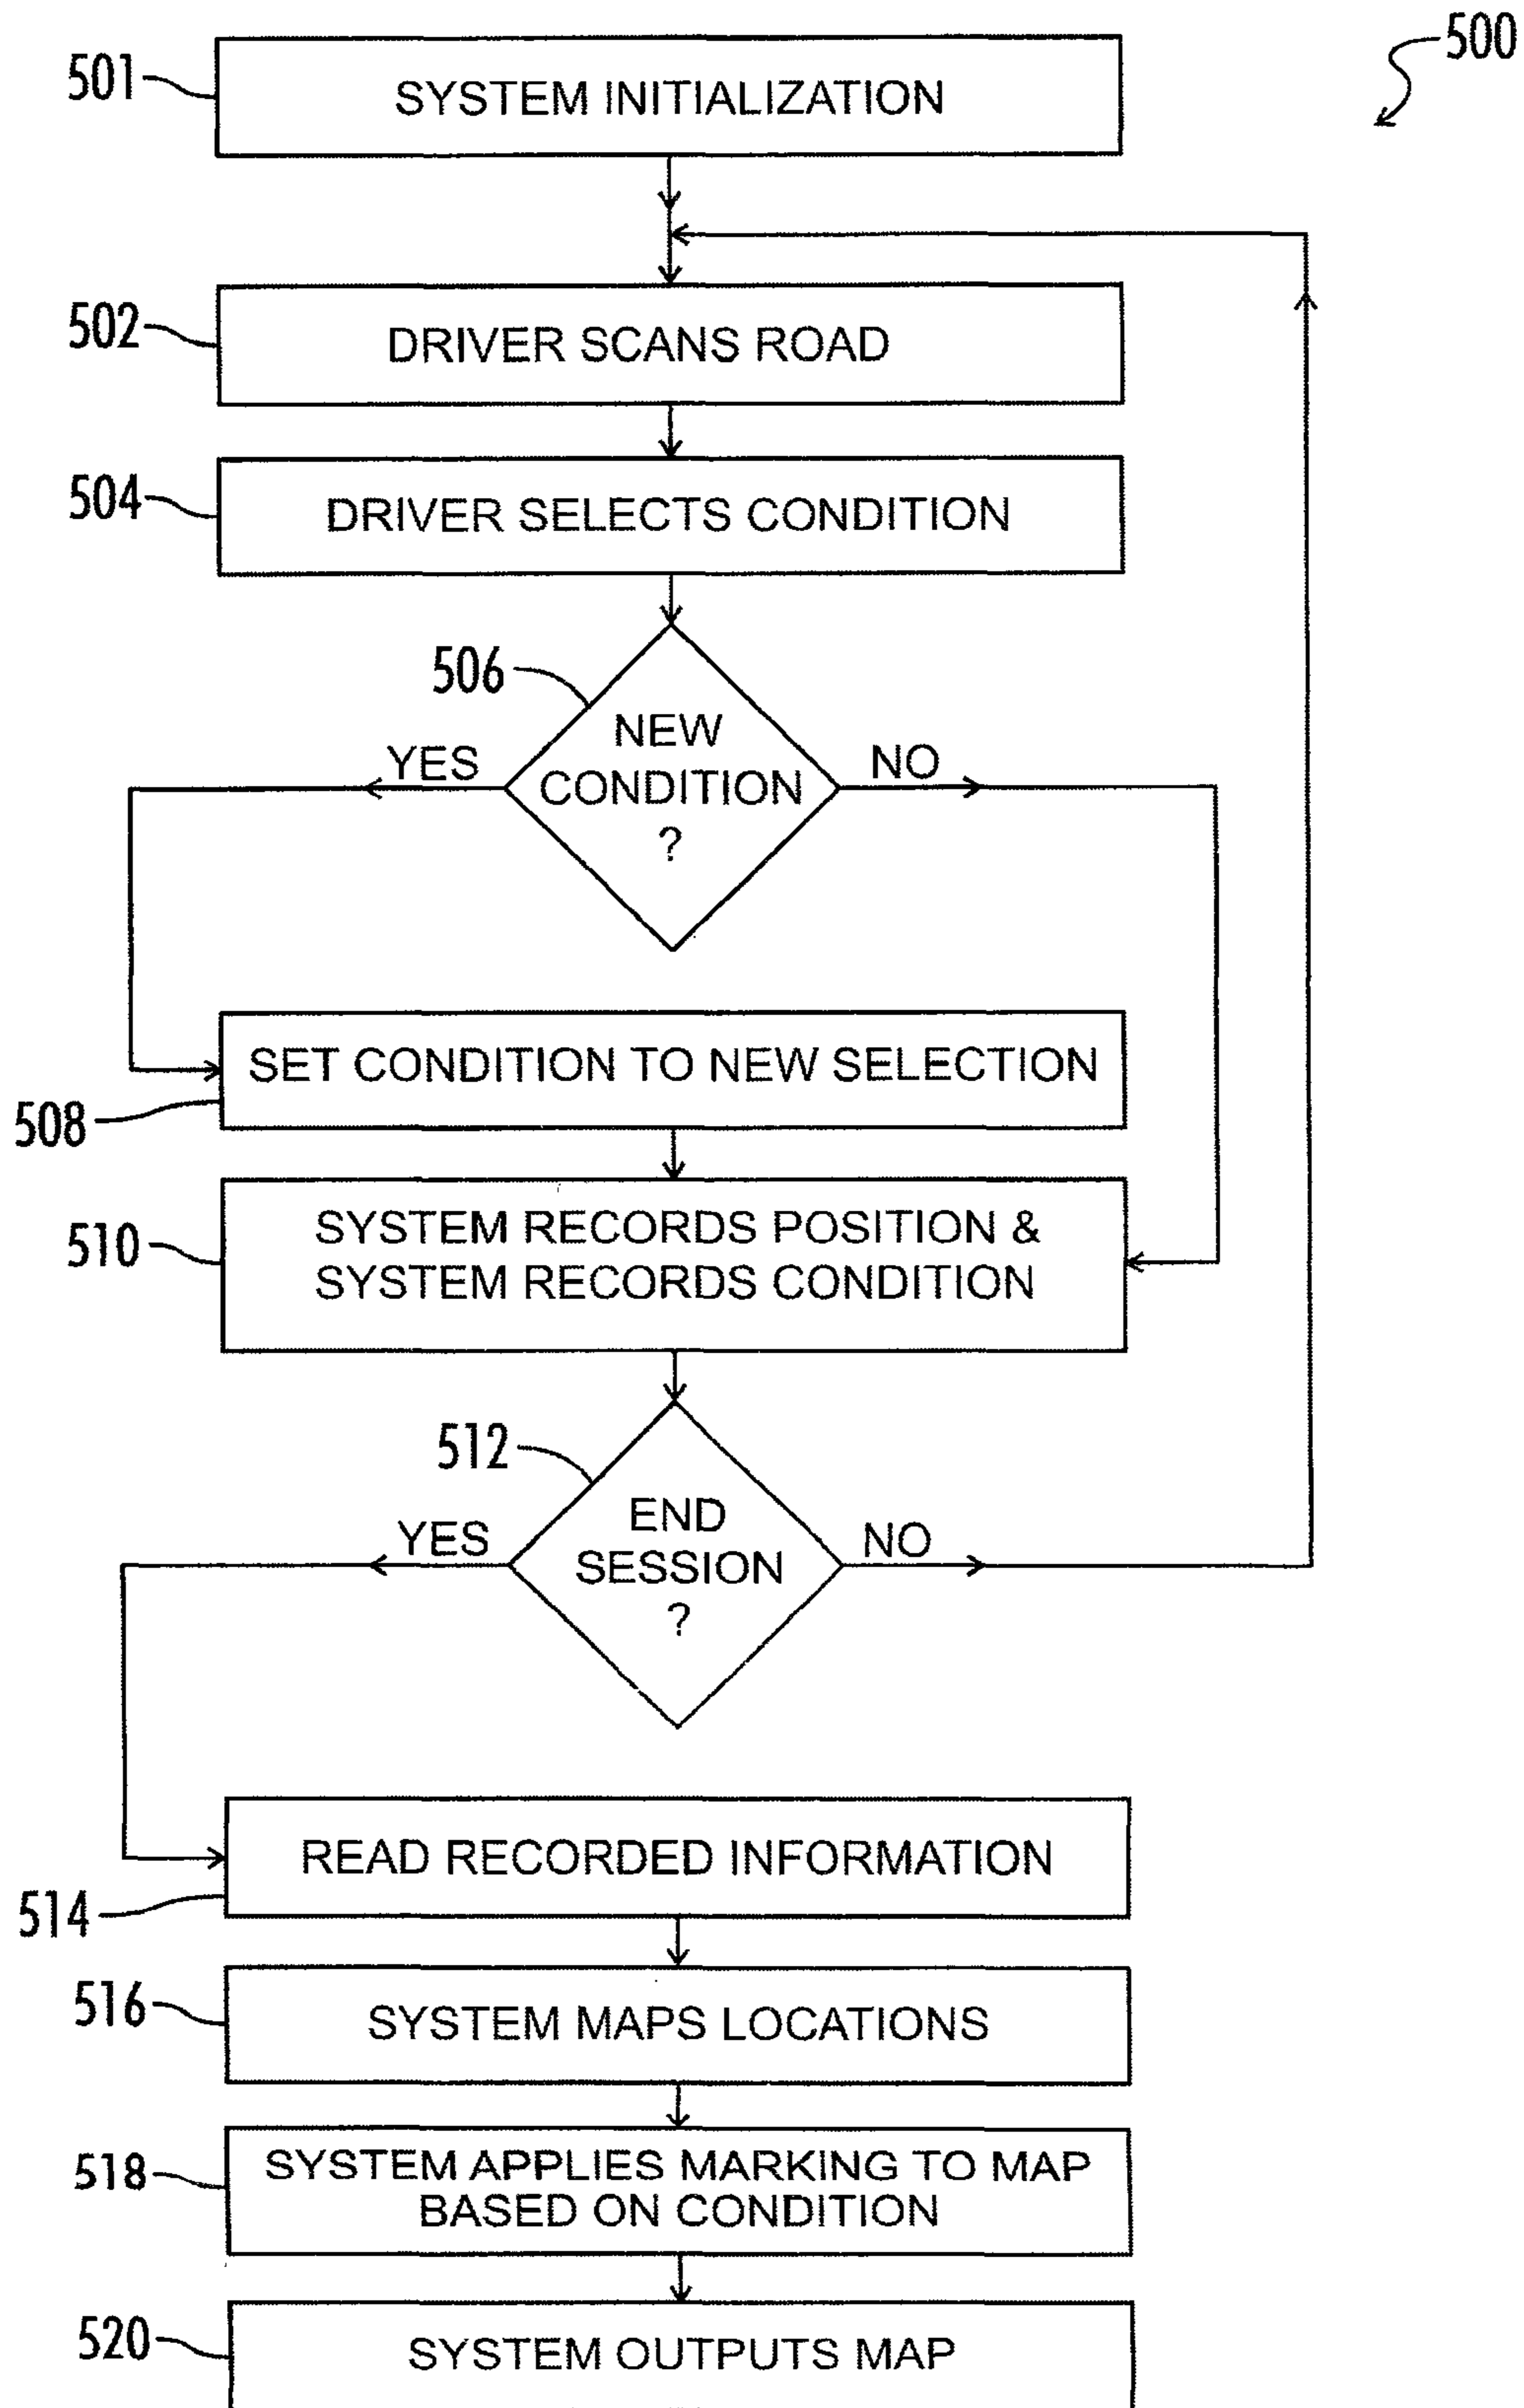 500
501
SYSTEM INITIALIZATION
502
DRIVER SCANS ROAD
504
DRIVER SELECTS CONDITION
506
NEW
CONDITION
?
YES
NO
SET CONDITION TO NEW SELECTION
508
510
SYSTEM RECORDS POSITION &
SYSTEM RECORDS CONDITION
512
END
SESSION
?
YES
NO
READ RECORDED INFORMATION
514
516
SYSTEM MAPS LOCATIONS
518
SYSTEM APPLIES MARKING TO MAP
BASED ON CONDITION
520
SYSTEM OUTPUTS MAP